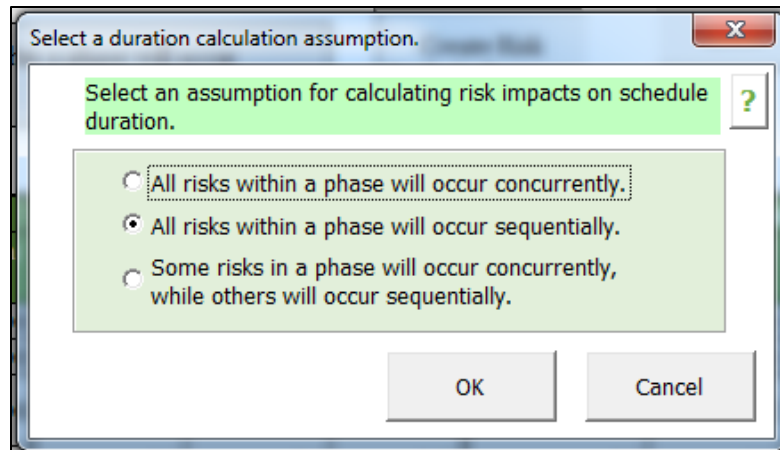 Select a duration calculation assumption.
Select an assumption for calculating risk impacts on schedule
duration.
?
All risks within a phase will occur concurrently.
All risks within a phase will occur sequentially.
Some risks in a phase will occur concurrently,
while others will occur sequentially.
OK
Cancel